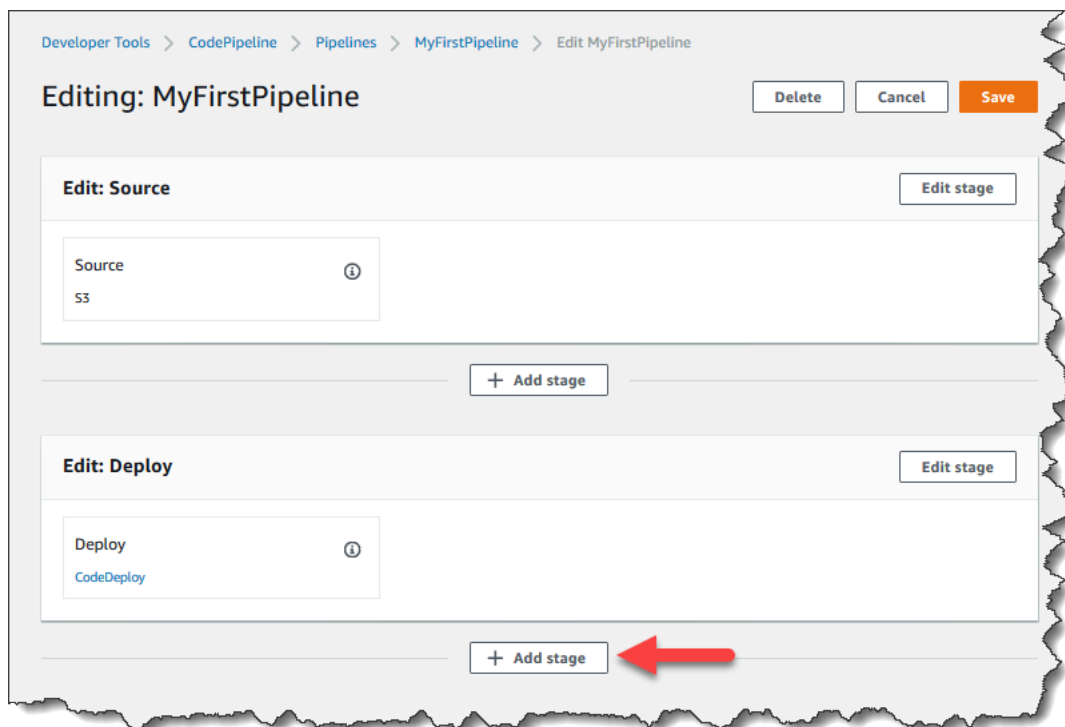 Developer Tools > CodePipeline > Pipelines > MyFirstPipeline > Edit MyFirstPipeline
Editing: MyFirstPipeline
Delete
Cancel
Save
Edit: Source
Edit stage
Source
S3
+ Add stage
Edit: Deploy
Edit stage
Deploy
CodeDeploy
+ Add stage